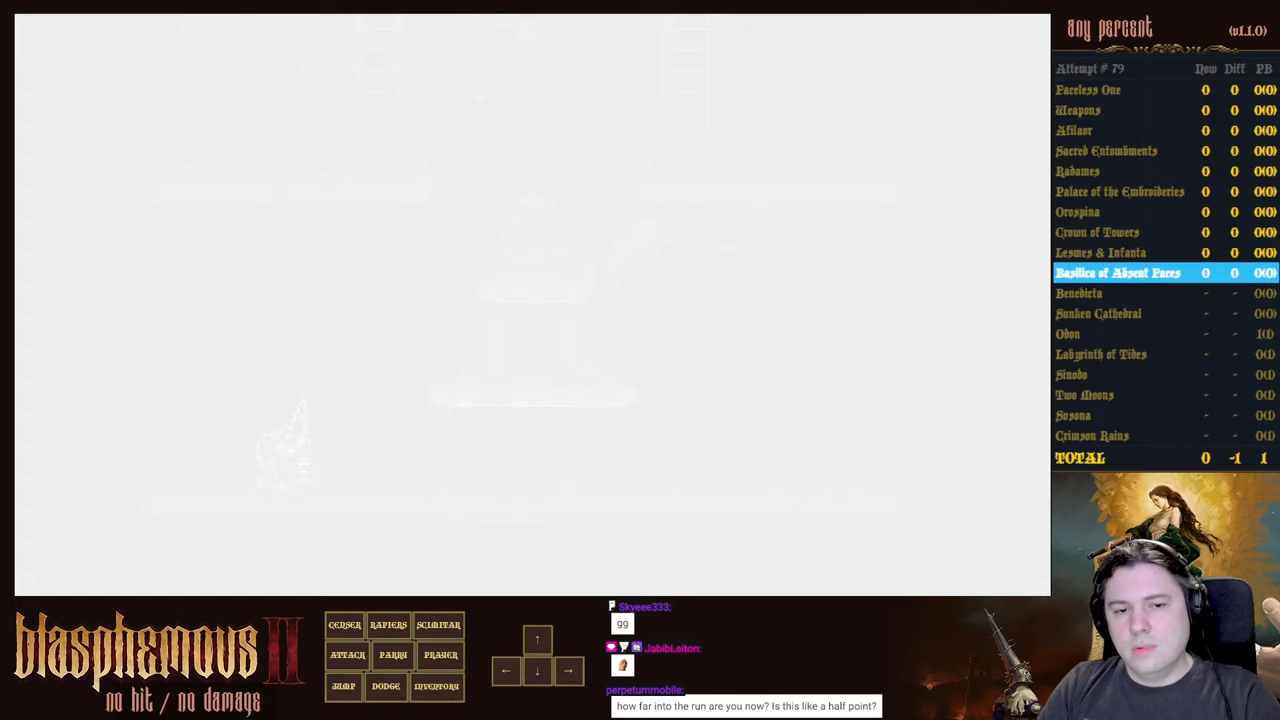 any percent (v1.1.0)
Attempt # 79 Now Diff PB
Faceless One 0 0 0(0)
Weapons 0 0 0(0)
Afilaor 0 0 0(0)
Sacred Entombments 0 0 0(0)
Radames 0 0 0(0)
Palace of the Embroideries 0 0 0(0)
Orospina 0 0 0(0)
Crown of Towers 0 0 0(0)
Lesmes & Infanta 0 0 0(0)
Basilica of Absent Faces 0 0 0(0)
Benedicta - - 0(0)
Sunken Cathedral - - 0(0)
Odon - - 1(1)
Labyrinth of Tides - - 0(1)
Sinodo - - 0(1)
Two Moons - - 0(1)
Svsona - - 0(1)
Crimson Rains - - 0(1)
TOTAL 0 -1 1
blasphemous II
no hit / no damage
CENSER RAPIERS SCIMITAR
ATTACK PARRY PRAYER
JUMP DODGE INVENTORY
↑
← ↓ →
Skyeee333:
gg
JabibLeiton:
perpetummobile:
how far into the run are you now? Is this like a half point?